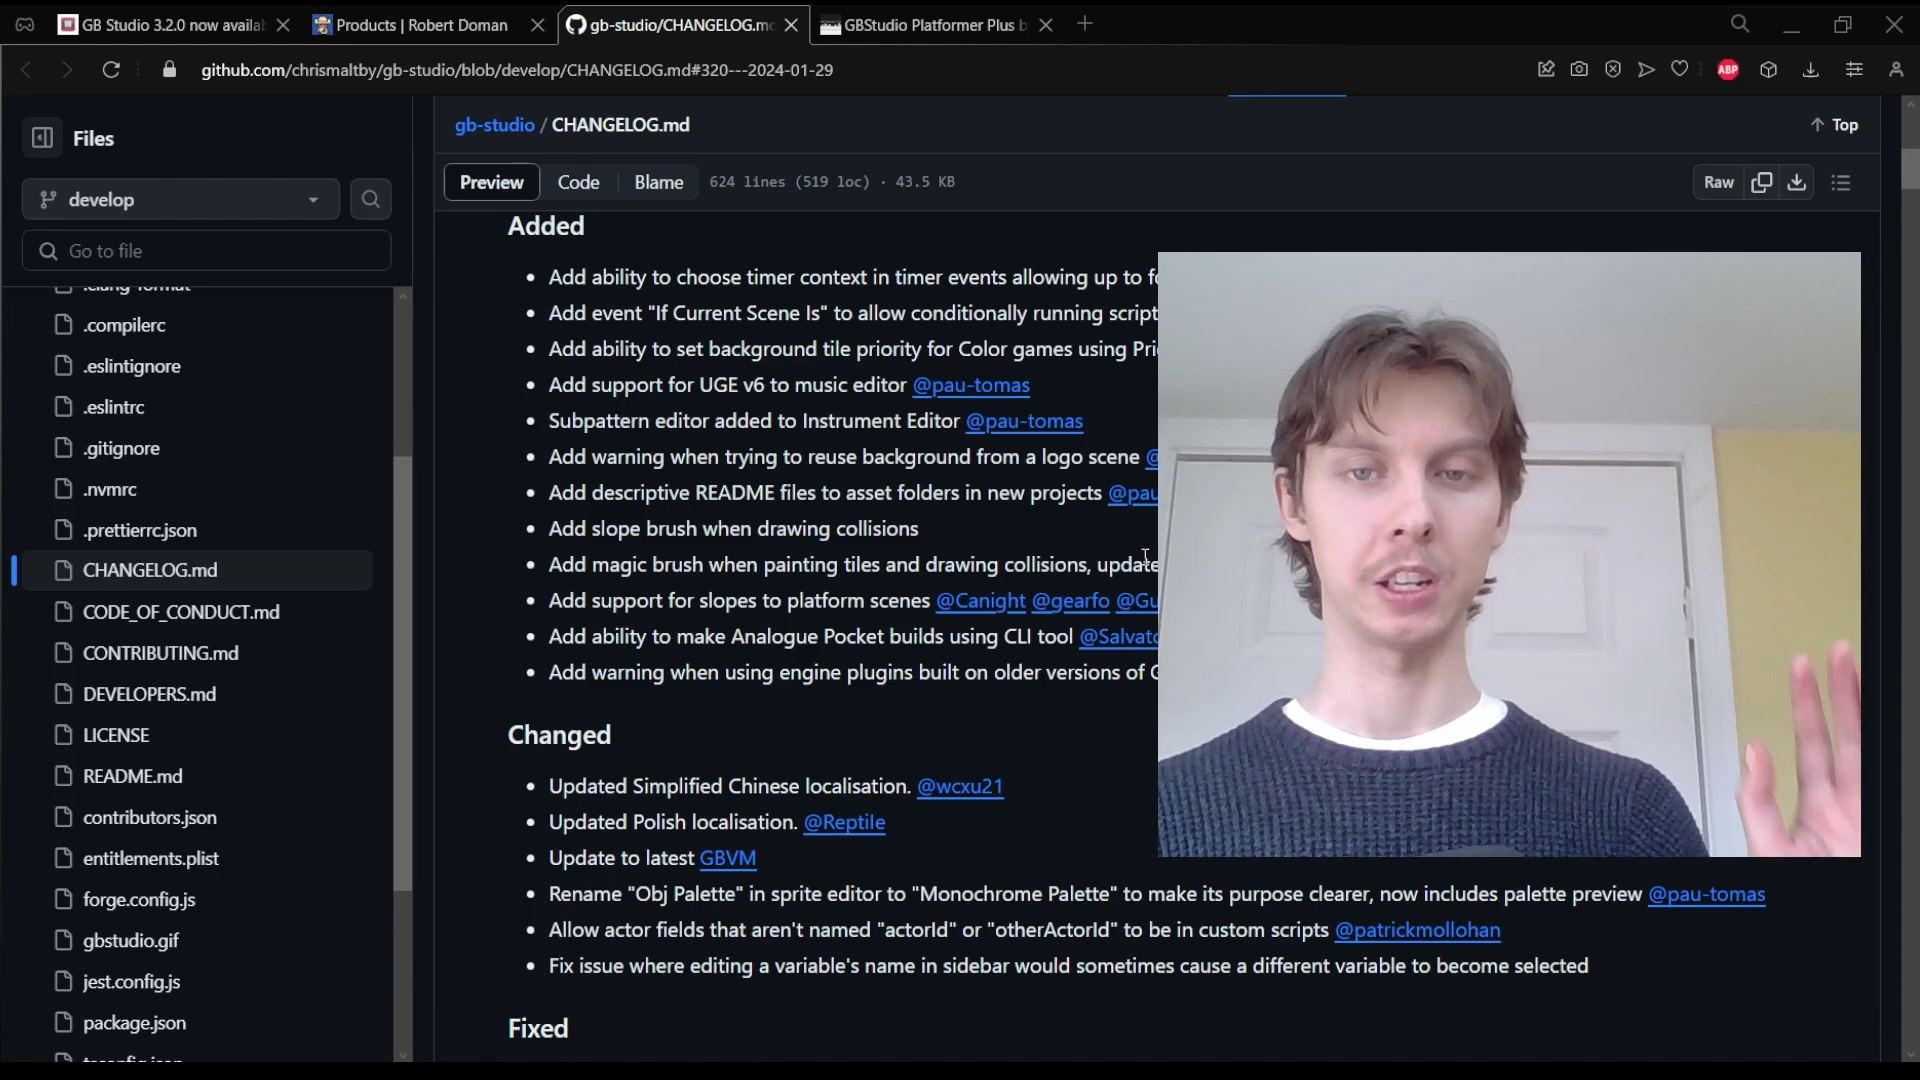 GB Studio 3.2.0 now availab
Products | Robert Doman
gb-studio/CHANGELOG.md
GBStudio Platformer Plus b
github.com/chrismaltby/gb-studio/blob/develop/CHANGELOG.md#320---2024-01-29
ABP
Files
develop
Go to file
.clang-format
.compilerc
.eslintignore
.eslintrc
.gitignore
.nvmrc
.prettierrc.json
CHANGELOG.md
CODE_OF_CONDUCT.md
CONTRIBUTING.md
DEVELOPERS.md
LICENSE
README.md
contributors.json
entitlements.plist
forge.config.js
gbstudio.gif
jest.config.js
package.json
tsconfig.json
gb-studio / CHANGELOG.md
Top
Preview Code Blame 624 lines (519 loc) · 43.5 KB
Raw
Added
Add ability to choose timer context in timer events allowing up to fo
Add event "If Current Scene Is" to allow conditionally running script
Add ability to set background tile priority for Color games using Pri
Add support for UGE v6 to music editor @pau-tomas
Subpattern editor added to Instrument Editor @pau-tomas
Add warning when trying to reuse background from a logo scene @
Add descriptive README files to asset folders in new projects @pau
Add slope brush when drawing collisions
Add magic brush when painting tiles and drawing collisions, update
Add support for slopes to platform scenes @Canight @gearfo @Gu
Add ability to make Analogue Pocket builds using CLI tool @Salvato
Add warning when using engine plugins built on older versions of G
Changed
Updated Simplified Chinese localisation. @wcxu21
Updated Polish localisation. @Reptile
Update to latest GBVM
Rename "Obj Palette" in sprite editor to "Monochrome Palette" to make its purpose clearer, now includes palette preview @pau-tomas
Allow actor fields that aren't named "actorId" or "otherActorId" to be in custom scripts @patrickmollohan
Fix issue where editing a variable's name in sidebar would sometimes cause a different variable to become selected
Fixed